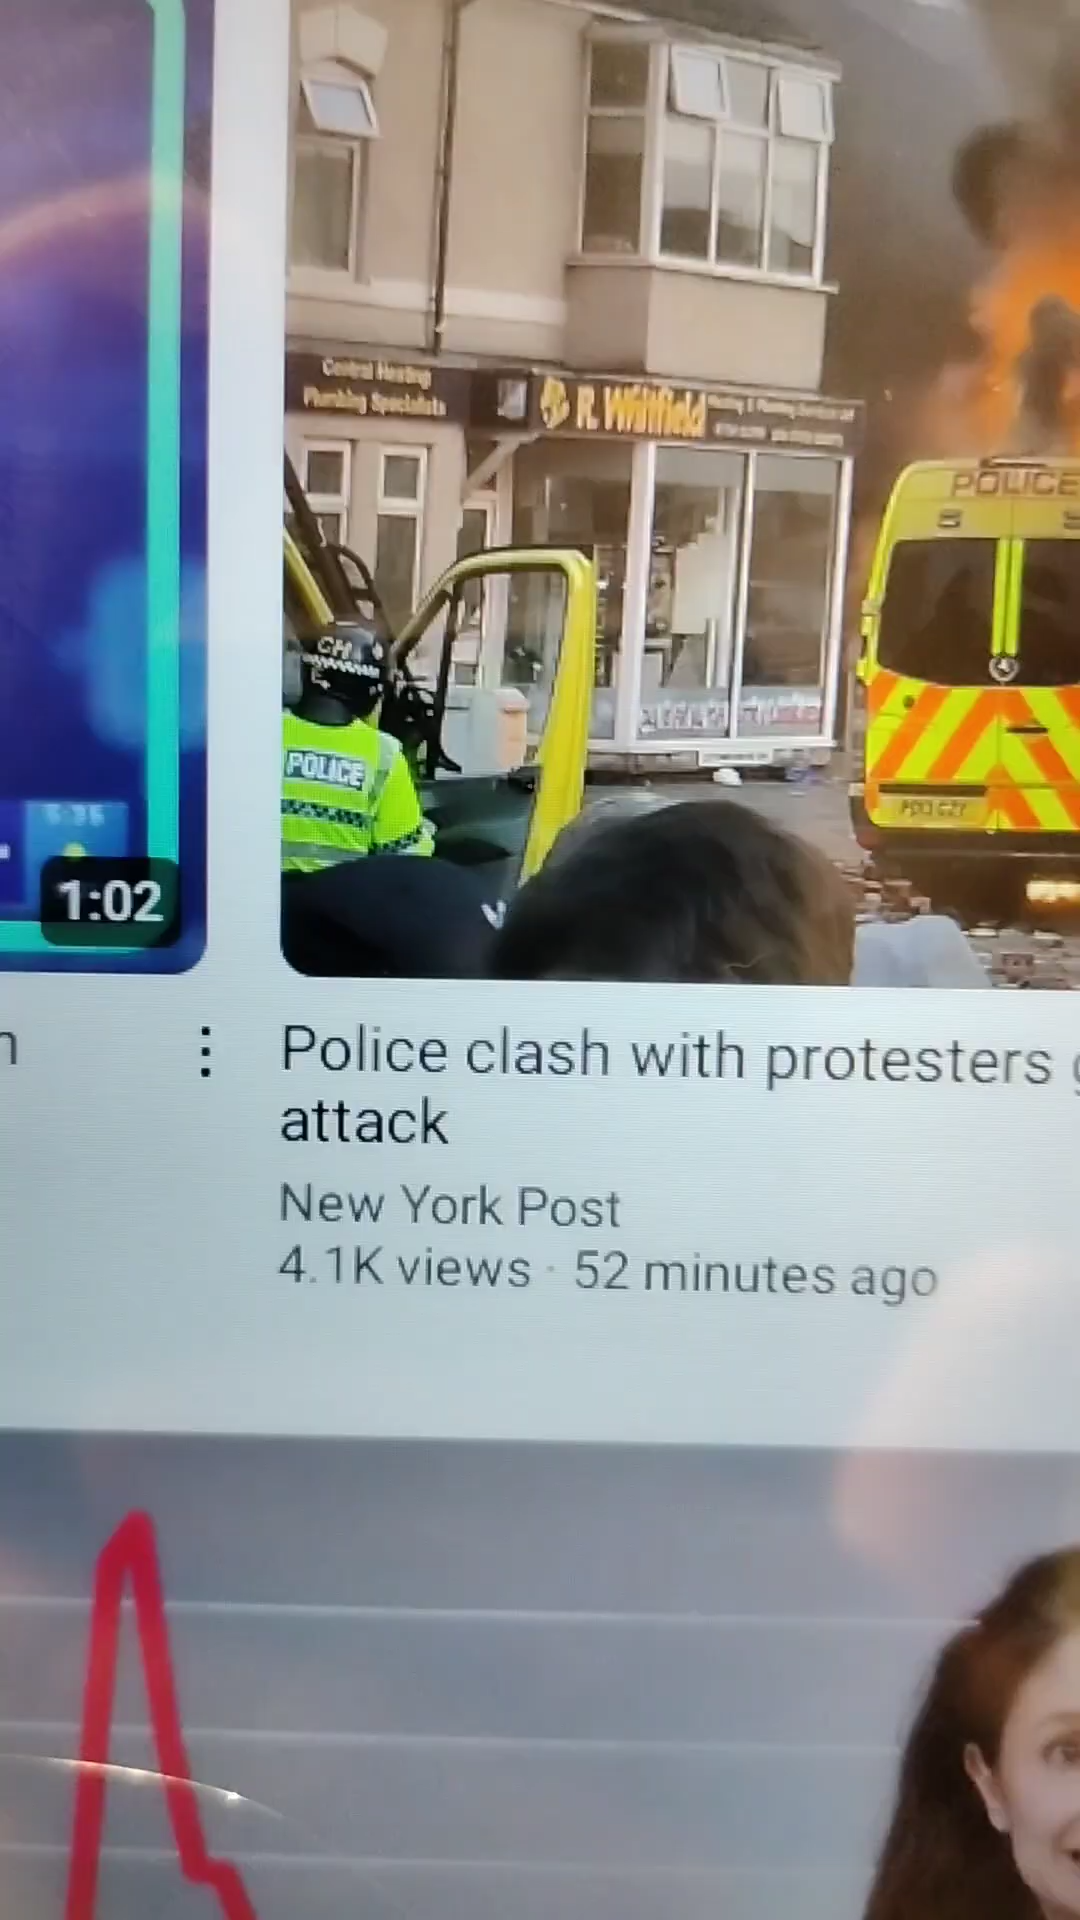 Central Heating
Plumbing Specialists
R. Whitfield
POLICE
CH
POLICE
1:02
Police clash with protesters
attack
New York Post
4.1K views · 52 minutes ago